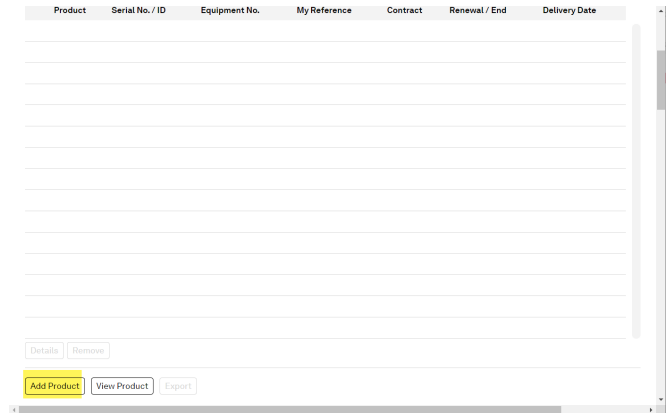 Product Serial No. / ID Equipment No. My Reference Contract Renewal / End Delivery Date
Details Remove
Add Product View Product Export